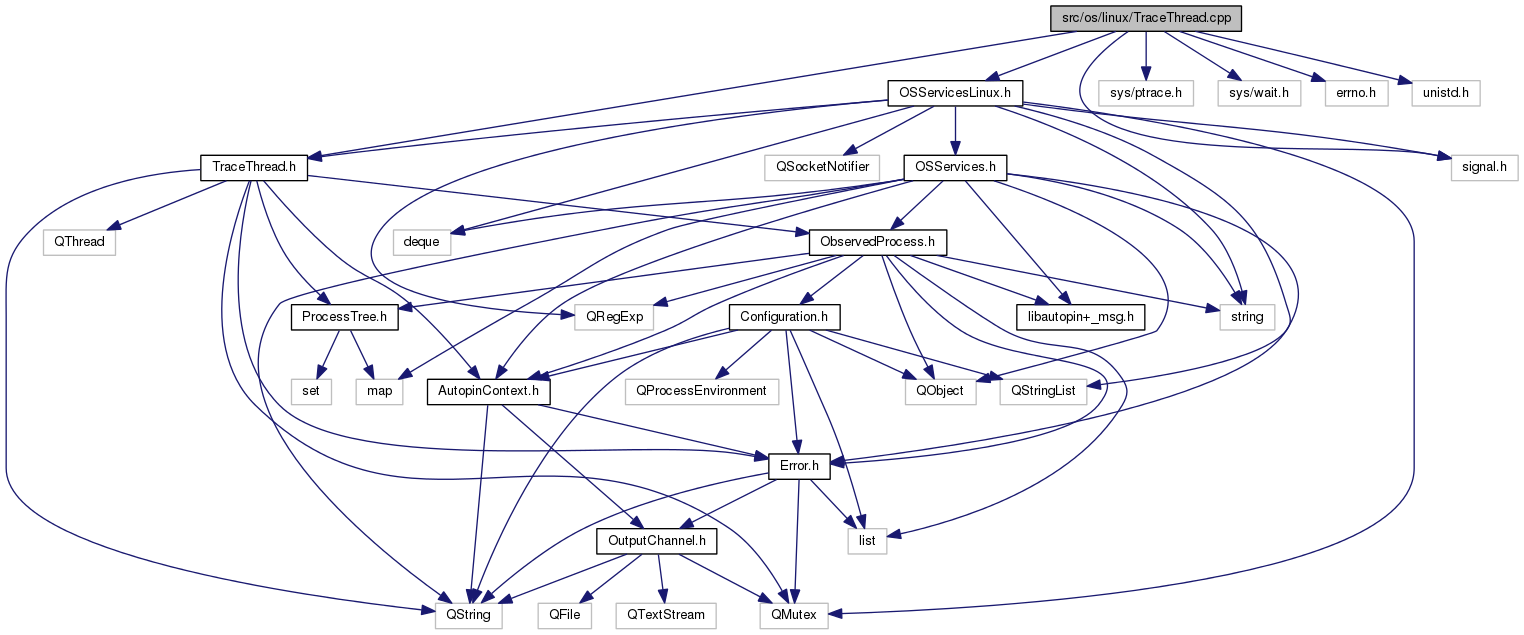 src/os/linux/TraceThread.cpp
OSServicesLinux.h
sys/ptrace.h
sys/wait.h
errno.h
unistd.h
TraceThread.h
QSocketNotifier
OSServices.h
signal.h
QThread
deque
ObservedProcess.h
ProcessTree.h
QRegExp
Configuration.h
libautopin+_msg.h
string
set
map
AutopinContext.h
QProcessEnvironment
QObject
QStringList
Error.h
OutputChannel.h
list
QString
QFile
QTextStream
QMutex